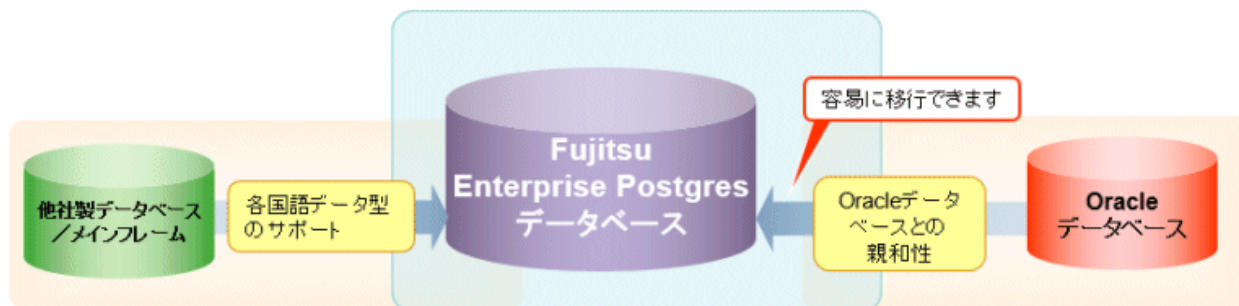 他社製データベース
／メインフレーム
各国語データ型
のサポート
Fujitsu
Enterprise Postgres
データベース
容易に移行できます
Oracleデータ
ベースとの
親和性
Oracle
データベース